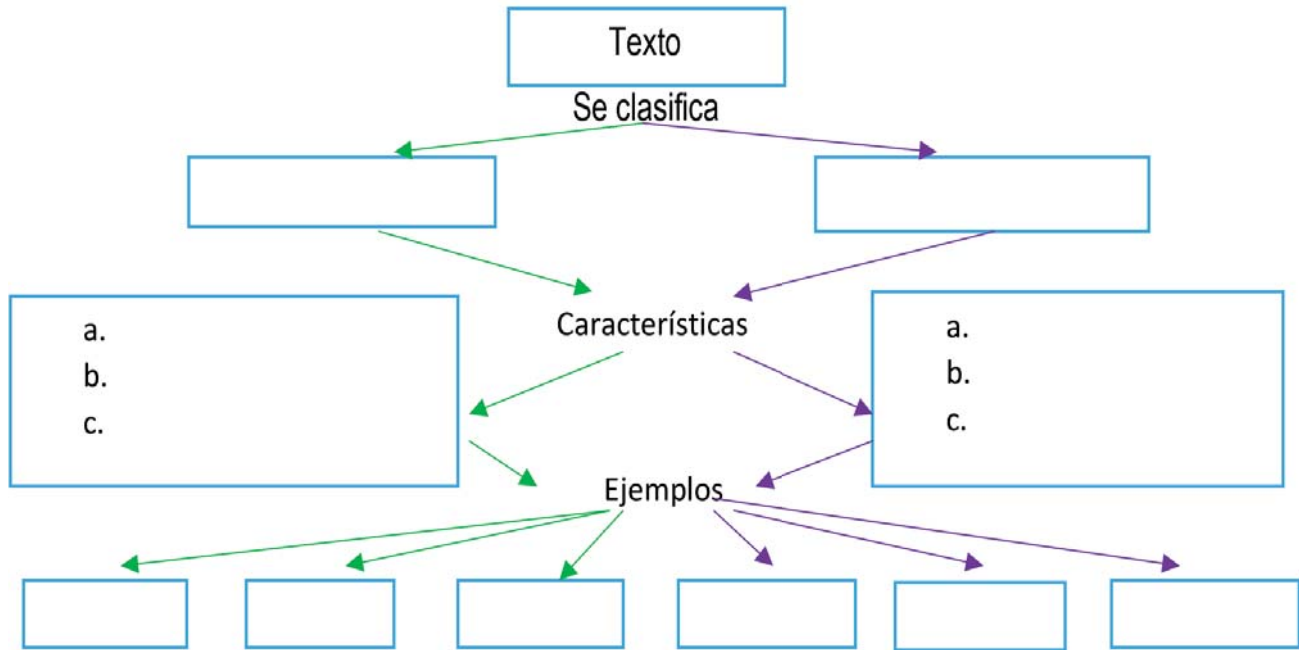 Texto
Se clasifica
Características
a.
b.
c.
a.
b.
c.
Ejemplos